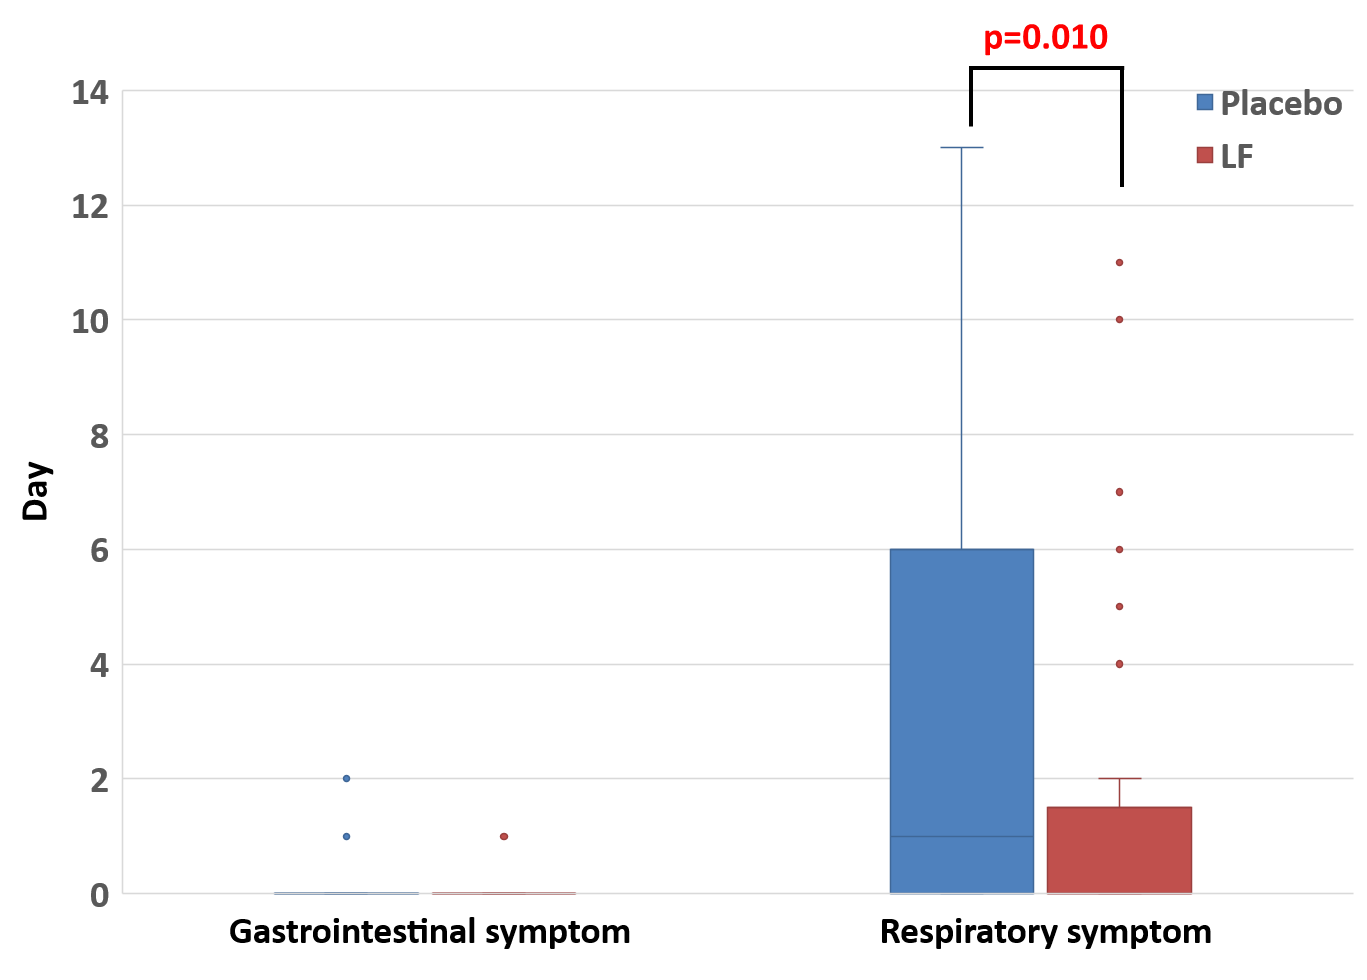 p=0.010
Placebo
LF
14
12
10
8
6
4
2
0
Day
Gastrointestinal symptom
Respiratory symptom